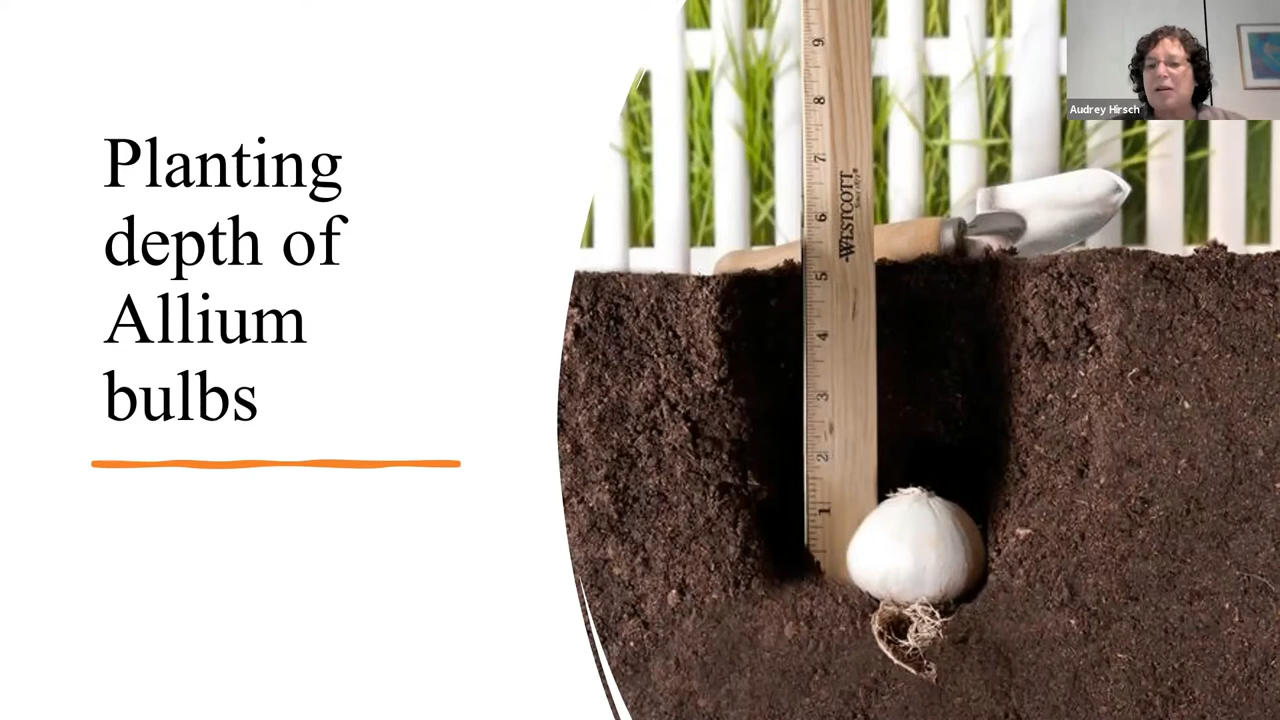 Planting
depth of
Allium
bulbs
9
8
7
6
5
4
3
2
1
WESTCOTT
Audrey Hirsch